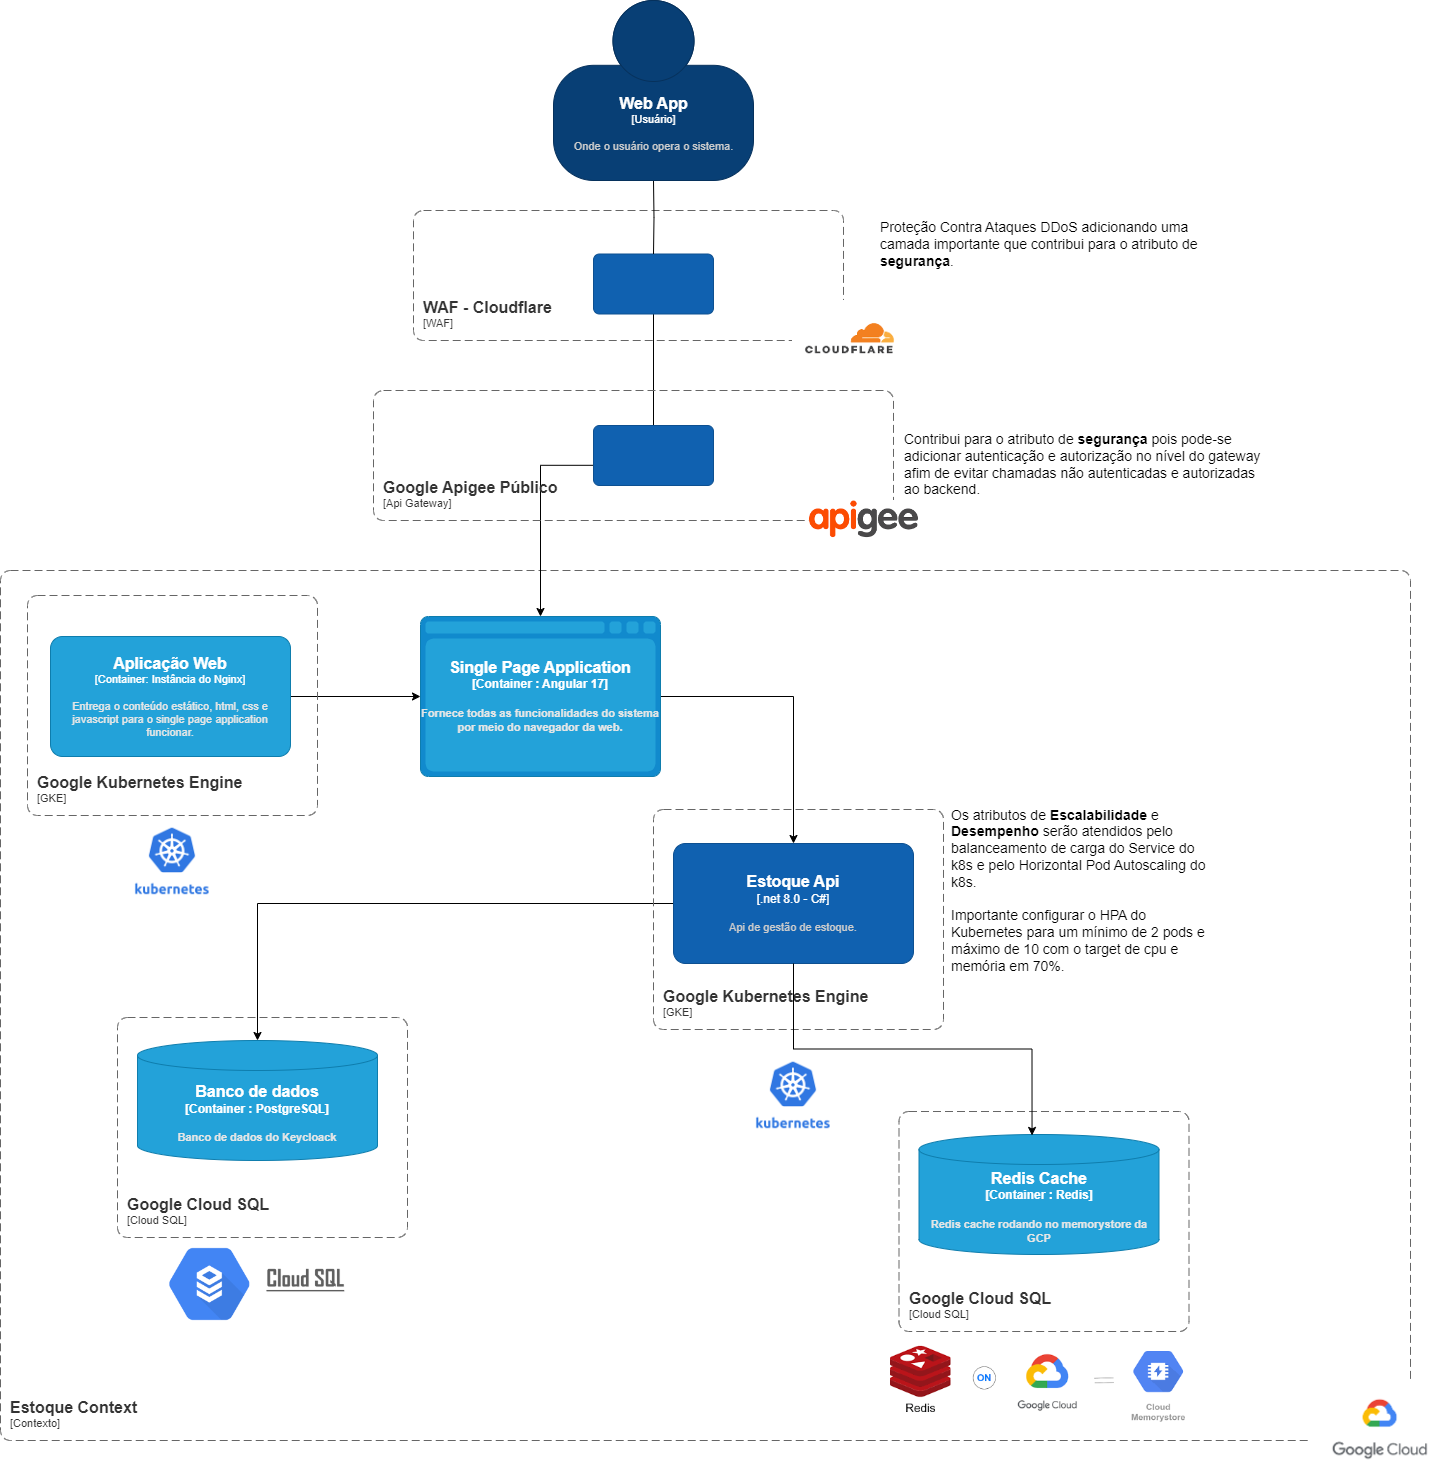 Web App
[Usuário]
Onde o usuário opera o sistema.
Proteção Contra Ataques DDoS adicionando uma
camada importante que contribui para o atributo de
segurança.
WAF - Cloudflare
[WAF]
CLOUDFLARE
Contribui para o atributo de segurança pois pode-se
adicionar autenticação e autorização no nível do gateway
afim de evitar chamadas não autenticadas e autorizadas
ao backend.
Google Apigee Público
[Api Gateway]
apigee
Aplicação Web
[Container: Instância do Nginx]
Entrega o conteúdo estático, html, css e
javascript para o single page application
funcionar.
Google Kubernetes Engine
[GKE]
kubernetes
Single Page Application
[Container : Angular 17]
Fornece todas as funcionalidades do sistema
por meio do navegador da web.
Os atributos de Escalabilidade e
Desempenho serão atendidos pelo
balanceamento de carga do Service do
k8s e pelo Horizontal Pod Autoscaling do
k8s.
Importante configurar o HPA do
Kubernetes para um mínimo de 2 pods e
máximo de 10 com o target de cpu e
memória em 70%.
Estoque Api
[.net 8.0 - C#]
Api de gestão de estoque.
Google Kubernetes Engine
[GKE]
kubernetes
Banco de dados
[Container : PostgreSQL]
Banco de dados do Keycloack
Google Cloud SQL
[Cloud SQL]
Cloud SQL
Redis Cache
[Container : Redis]
Redis cache rodando no memorystore da
GCP
Google Cloud SQL
[Cloud SQL]
Redis
ON
Google Cloud
Cloud
Memorystore
Estoque Context
[Contexto]
Google Cloud